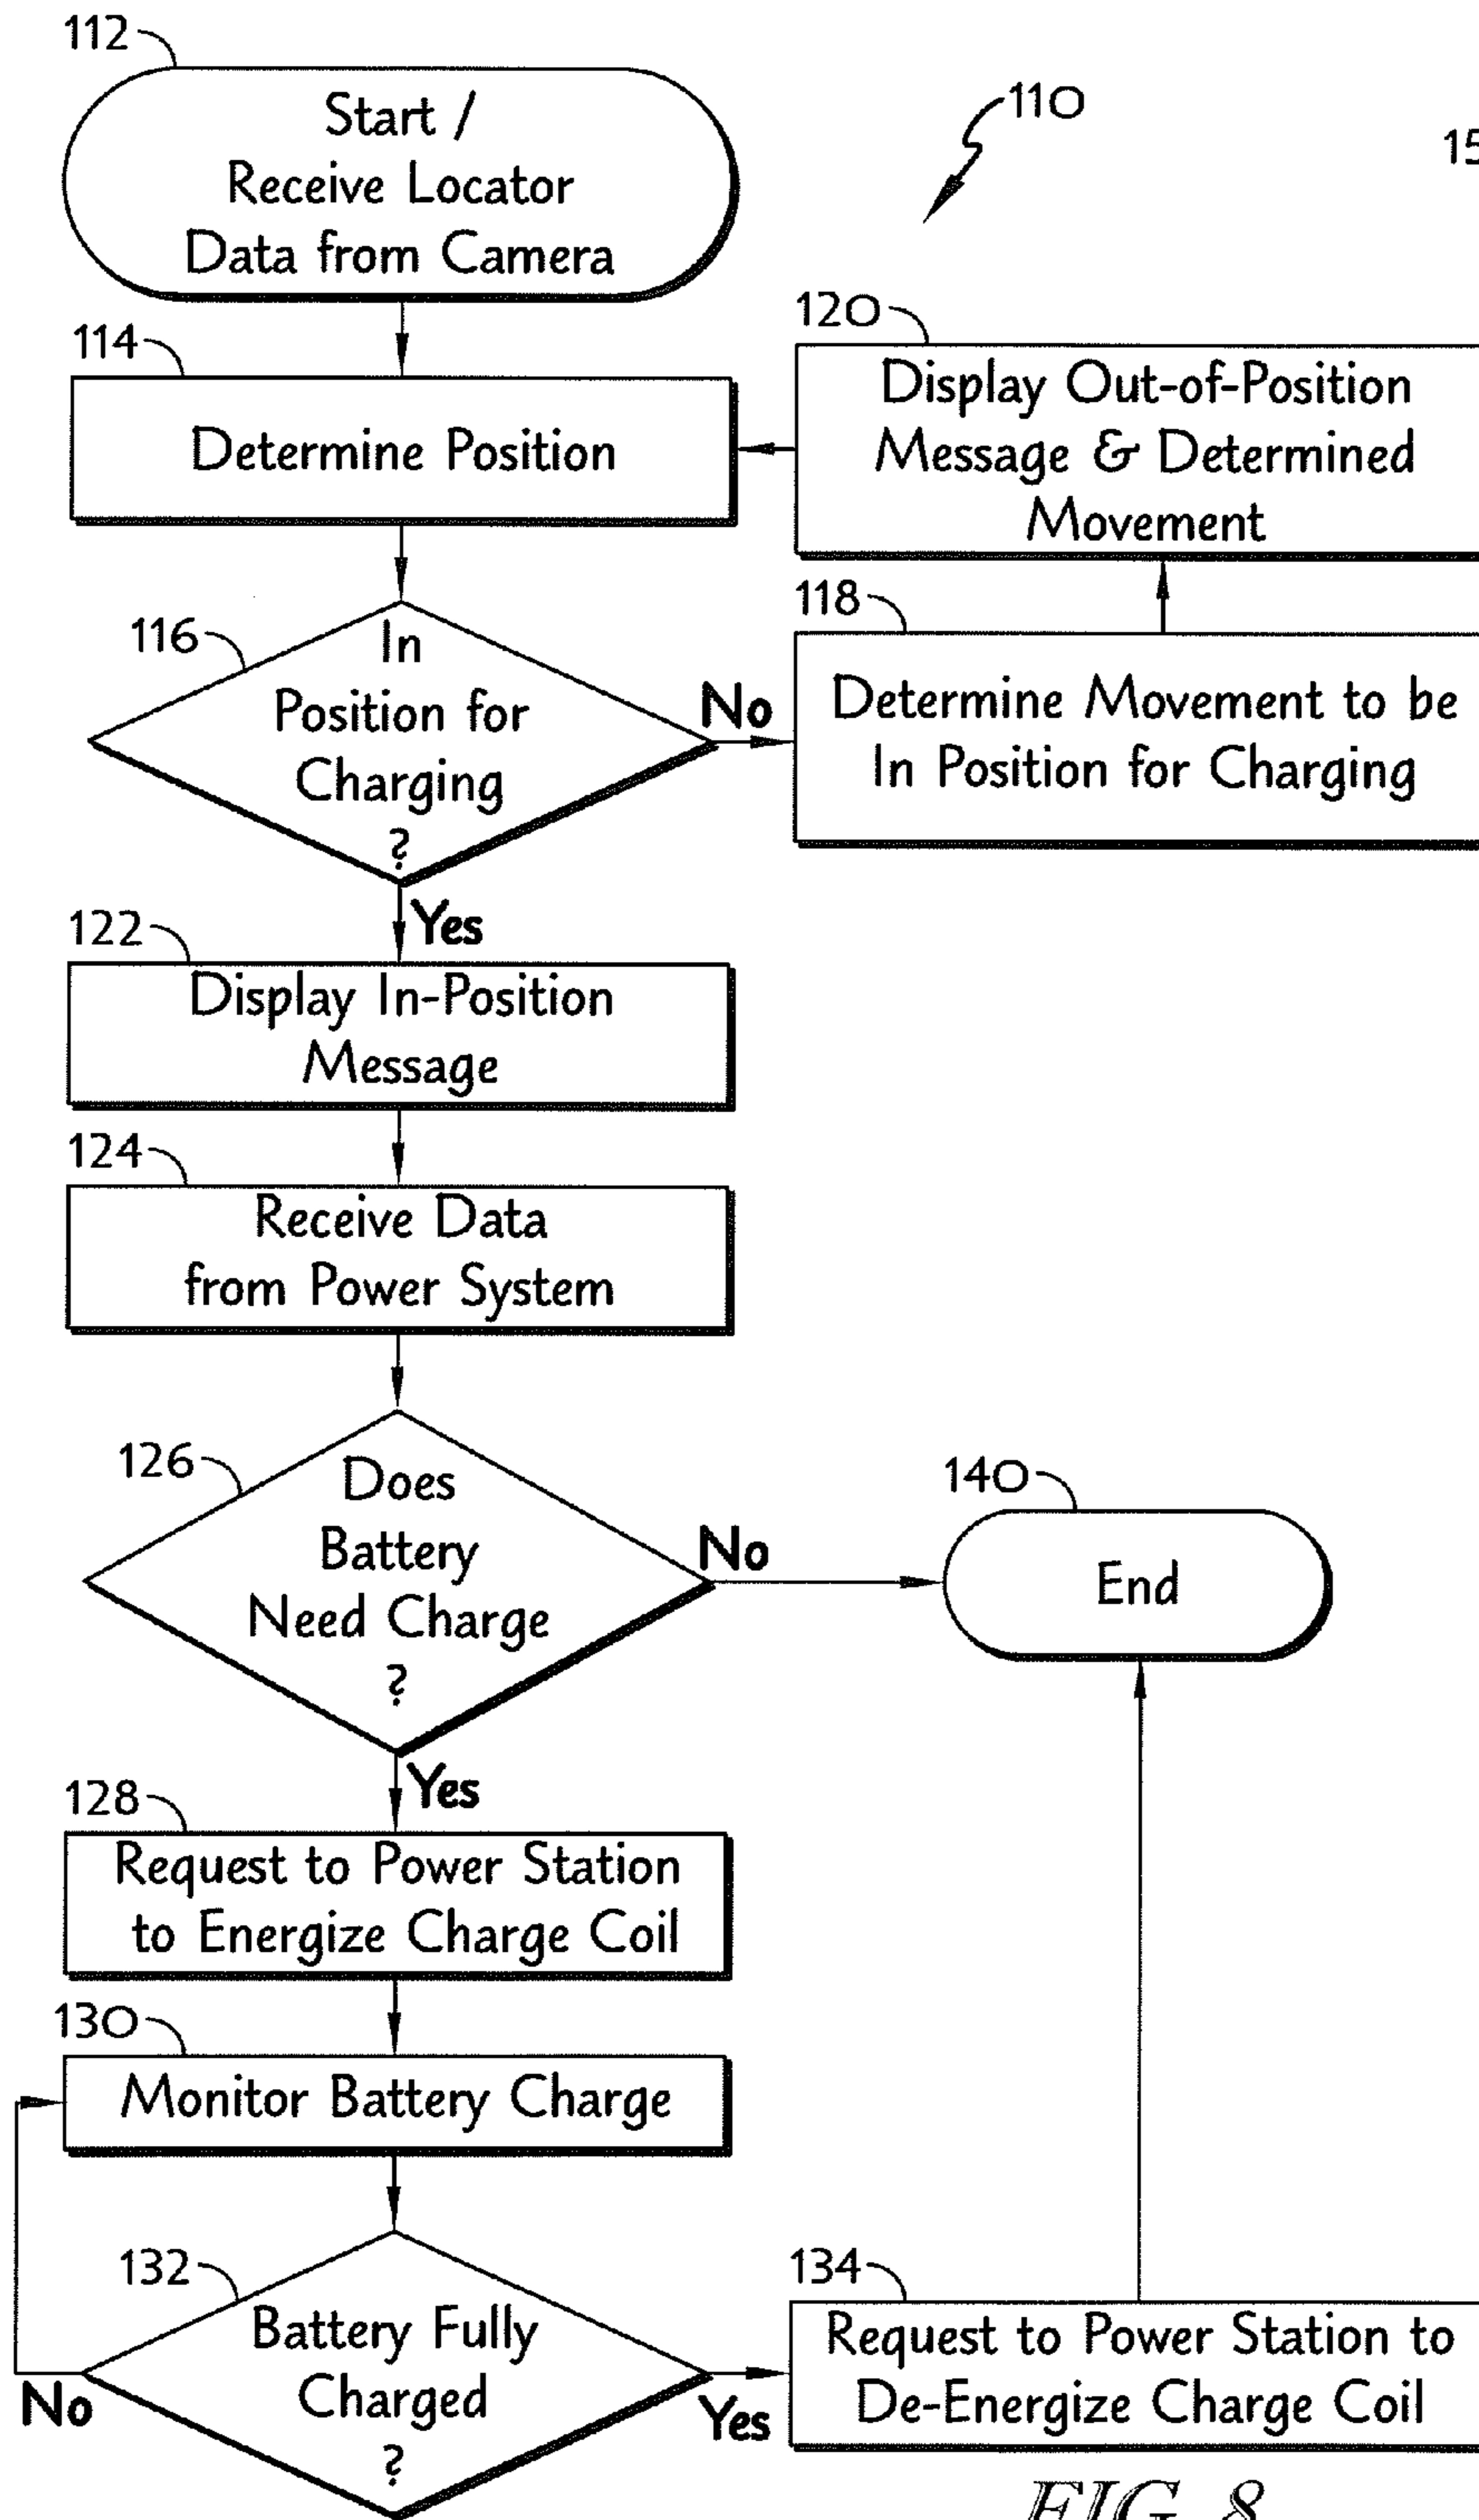 112
Start /
Receive Locator
Data from Camera
110
15
114
Determine Position
120
Display Out-of-Position
Message & Determined
Movement
116
In
Position for
Charging
?
No
118
Determine Movement to be
In Position for Charging
Yes
122
Display In-Position
Message
124
Receive Data
from Power System
126
Does
Battery
Need Charge
?
No
140
End
Yes
128
Request to Power Station
to Energize Charge Coil
130
Monitor Battery Charge
132
Battery Fully
Charged
?
No
Yes
134
Request to Power Station to
De-Energize Charge Coil
FIG. 8